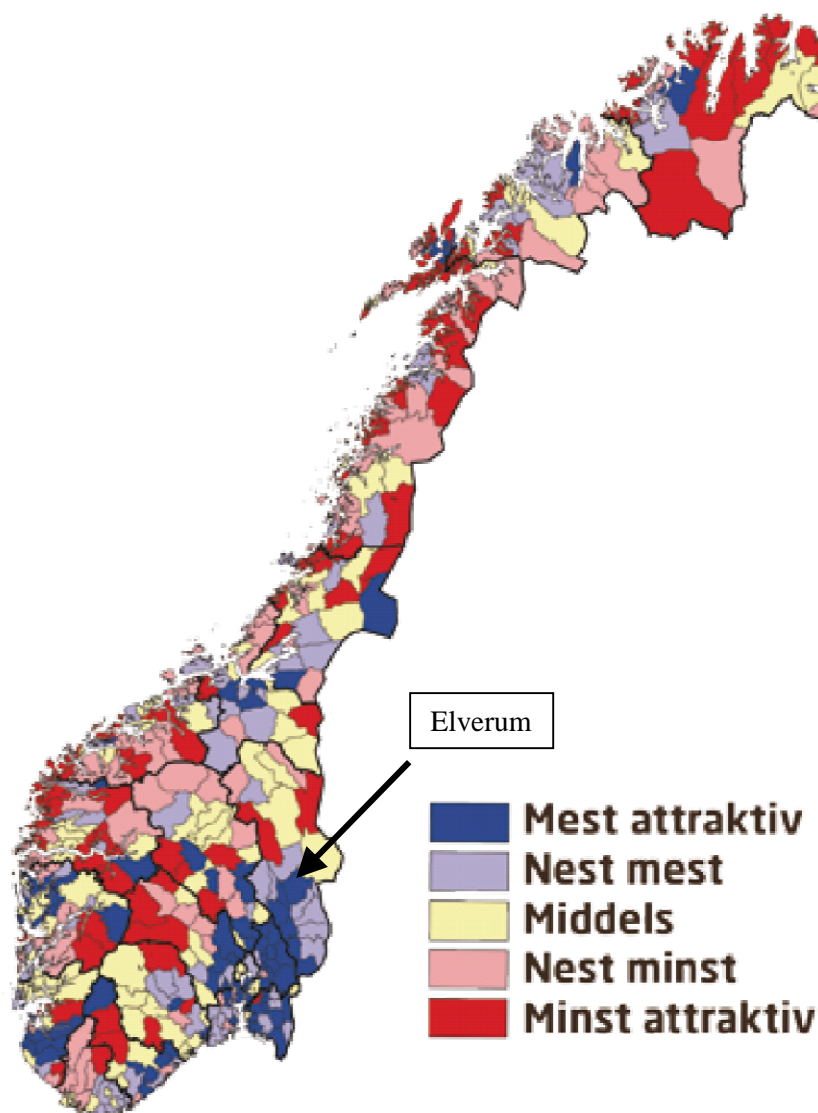 Elverum
Mest attraktiv
Nest mest
Middels
Nest minst
Minst attraktiv